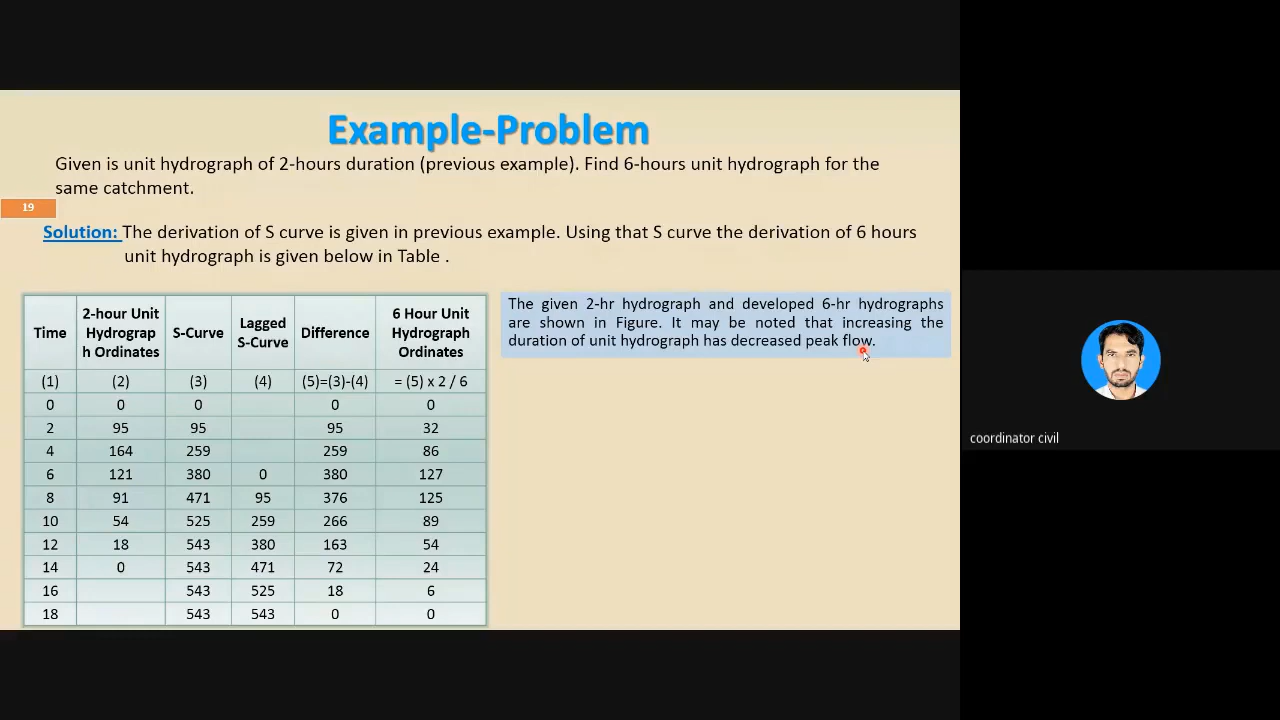 Example-Problem
Given is unit hydrograph of 2-hours duration (previous example). Find 6-hours unit hydrograph for the
same catchment.
19
Solution: The derivation of S curve is given in previous example. Using that S curve the derivation of 6 hours
unit hydrograph is given below in Table .
Time 2-hour Unit Hydrograp h Ordinates S-Curve Lagged S-Curve Difference 6 Hour Unit Hydrograph Ordinates
(1) (2) (3) (4) (5)=(3)-(4) = (5) x 2 / 6
0 0 0 0 0
2 95 95 95 32
4 164 259 259 86
6 121 380 0 380 127
8 91 471 95 376 125
10 54 525 259 266 89
12 18 543 380 163 54
14 0 543 471 72 24
16 543 525 18 6
18 543 543 0 0
The given 2-hr hydrograph and developed 6-hr hydrographs
are shown in Figure. It may be noted that increasing the
duration of unit hydrograph has decreased peak flow.
coordinator civil